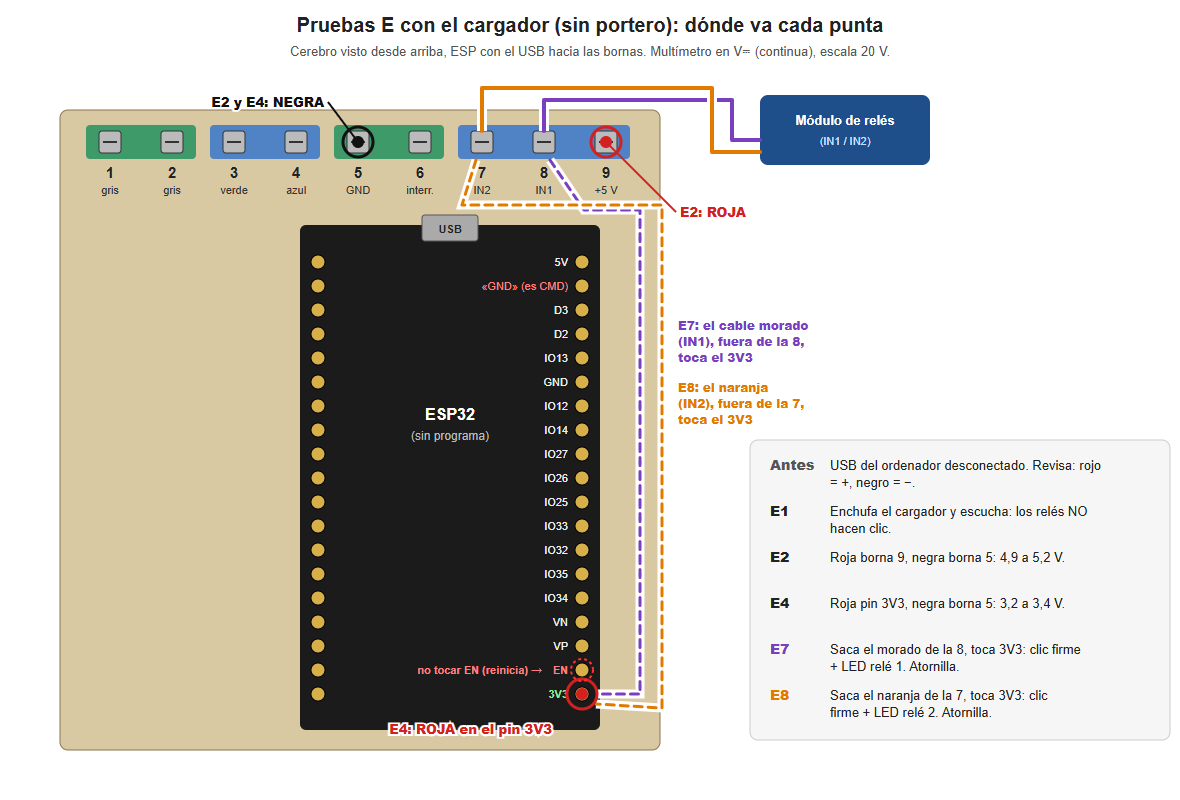 Pruebas E con el cargador (sin portero): dónde va cada punta
Cerebro visto desde arriba, ESP con el USB hacia las bornas. Multímetro en V= (continua), escala 20 V.
E2 y E4: NEGRA
Módulo de relés
(IN1 / IN2)
1
2
3
4
5
6
7
8
9
gris
gris
verde
azul
GND
interr.
IN2
IN1
+5 V
E2: ROJA
USB
5V
«GND» (es CMD)
D3
D2
IO13
GND
IO12
IO14
IO27
IO26
IO25
IO33
IO32
IO35
IO34
VN
VP
no tocar EN (reinicia) → EN
3V3
ESP32
(sin programa)
E4: ROJA en el pin 3V3
E7: el cable morado
(IN1), fuera de la 8,
toca el 3V3
E8: el naranja
(IN2), fuera de la 7,
toca el 3V3
Antes USB del ordenador desconectado. Revisa: rojo
= +, negro = −.
E1 Enchufa el cargador y escucha: los relés NO
hacen clic.
E2 Roja borna 9, negra borna 5: 4,9 a 5,2 V.
E4 Roja pin 3V3, negra borna 5: 3,2 a 3,4 V.
E7 Saca el morado de la 8, toca 3V3: clic firme
+ LED relé 1. Atornilla.
E8 Saca el naranja de la 7, toca 3V3: clic
firme + LED relé 2. Atornilla.